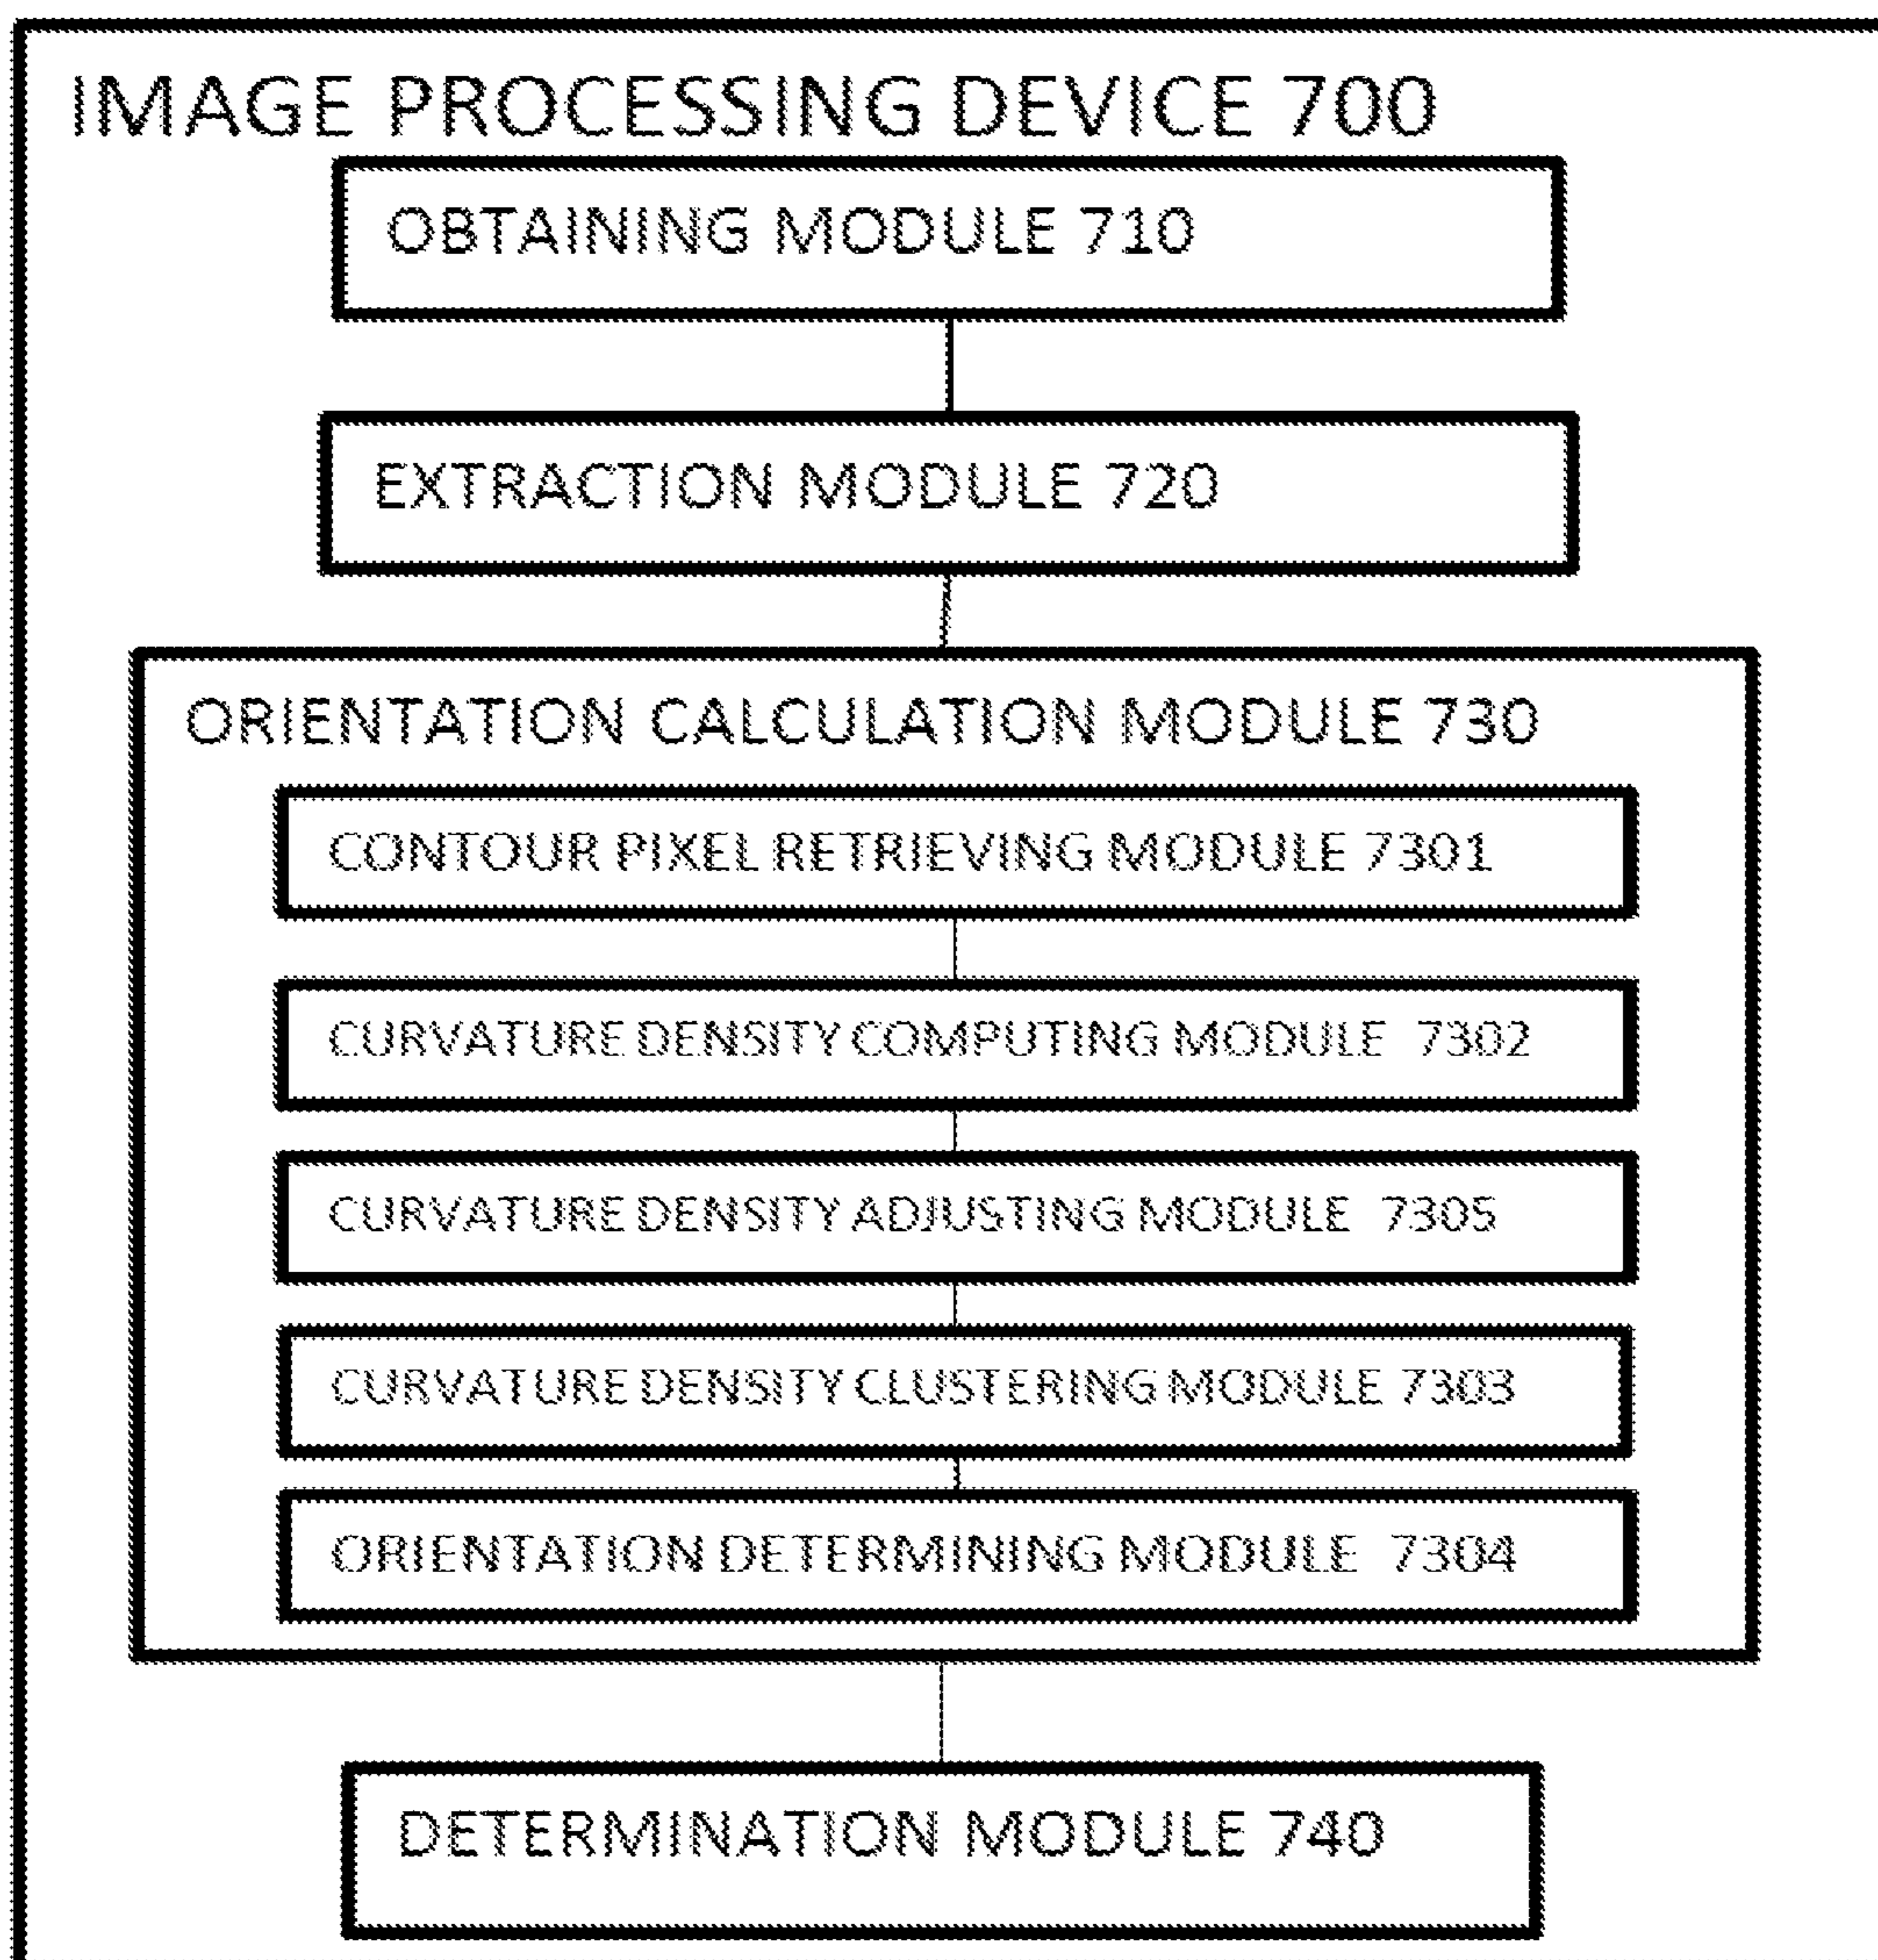 IMAGE PROCESSING DEVICE 700
OBTAINING MODULE 710
EXTRACTION MODULE 720
ORIENTATION CALCULATION MODULE 730
CONTOUR PIXEL RETRIEVING MODULE 7301
CURVATURE DENSITY COMPUTING MODULE 7302
CURVATURE DENSITY ADJUSTING MODULE 7305
CURVATURE DENSITY CLUSTERING MODULE 7303
ORIENTATION DETERMINING MODULE 7304
DETERMINATION MODULE 740